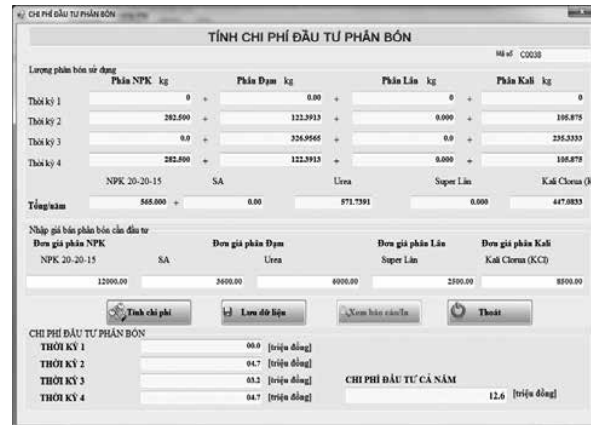 CHI PHÍ ĐẦU TƯ PHÂN BÓN
TÍNH CHI PHÍ ĐẦU TƯ PHÂN BÓN
Mã số C0038
Lượng phân bón sử dụng
Phân NPK kg Phân Đạm kg Phân Lân kg Phân Kali kg
Thời kỳ 1 0 + 0.00 + 0 + 0
Thời kỳ 2 282.500 + 122.3913 + 0.000 + 105.875
Thời kỳ 3 0.0 + 326.9565 + 0.0 + 235.3333
Thời kỳ 4 282.500 + 122.3913 + 0.000 + 105.875
NPK 20-20-15 SA Urea Super Lân Kali Clorua (K
Tổng/năm 565.000 + 0.00 571.7391 0.000 447.0833
Nhập giá bán phân bón cần đầu tư
Đơn giá phân NPK Đơn giá phân Đạm Đơn giá phân Lân Đơn giá phân Kali
NPK 20-20-15 SA Urea Super Lân Kali Clorua (KCl)
12000.00 3600.00 6000.00 2500.00 8500.00
Tính chi phí Lưu dữ liệu Xem báo cáo/In Thoát
CHI PHÍ ĐẦU TƯ PHÂN BÓN
THỜI KỲ 1 00.0 [triệu đồng]
THỜI KỲ 2 04.7 [triệu đồng]
THỜI KỲ 3 03.2 [triệu đồng] CHI PHÍ ĐẦU TƯ CẢ NĂM
THỜI KỲ 4 04.7 [triệu đồng] 12.6 [triệu đồng]